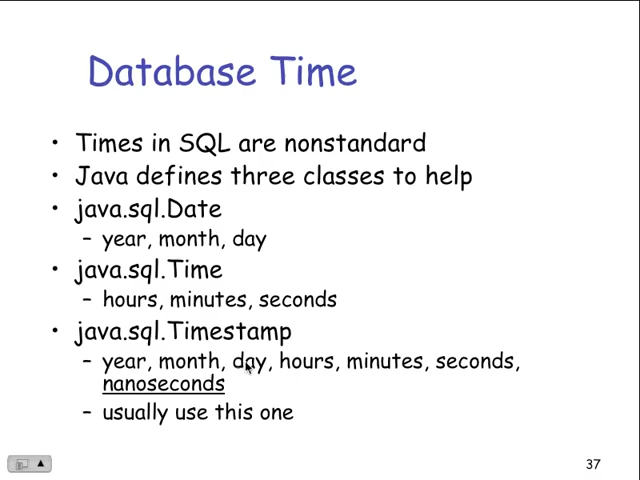 Database Time
• Times in SQL are nonstandard
• Java defines three classes to help
• java.sql.Date
– year, month, day
• java.sql.Time
– hours, minutes, seconds
• java.sql.Timestamp
– year, month, day, hours, minutes, seconds,
nanoseconds
– usually use this one
37